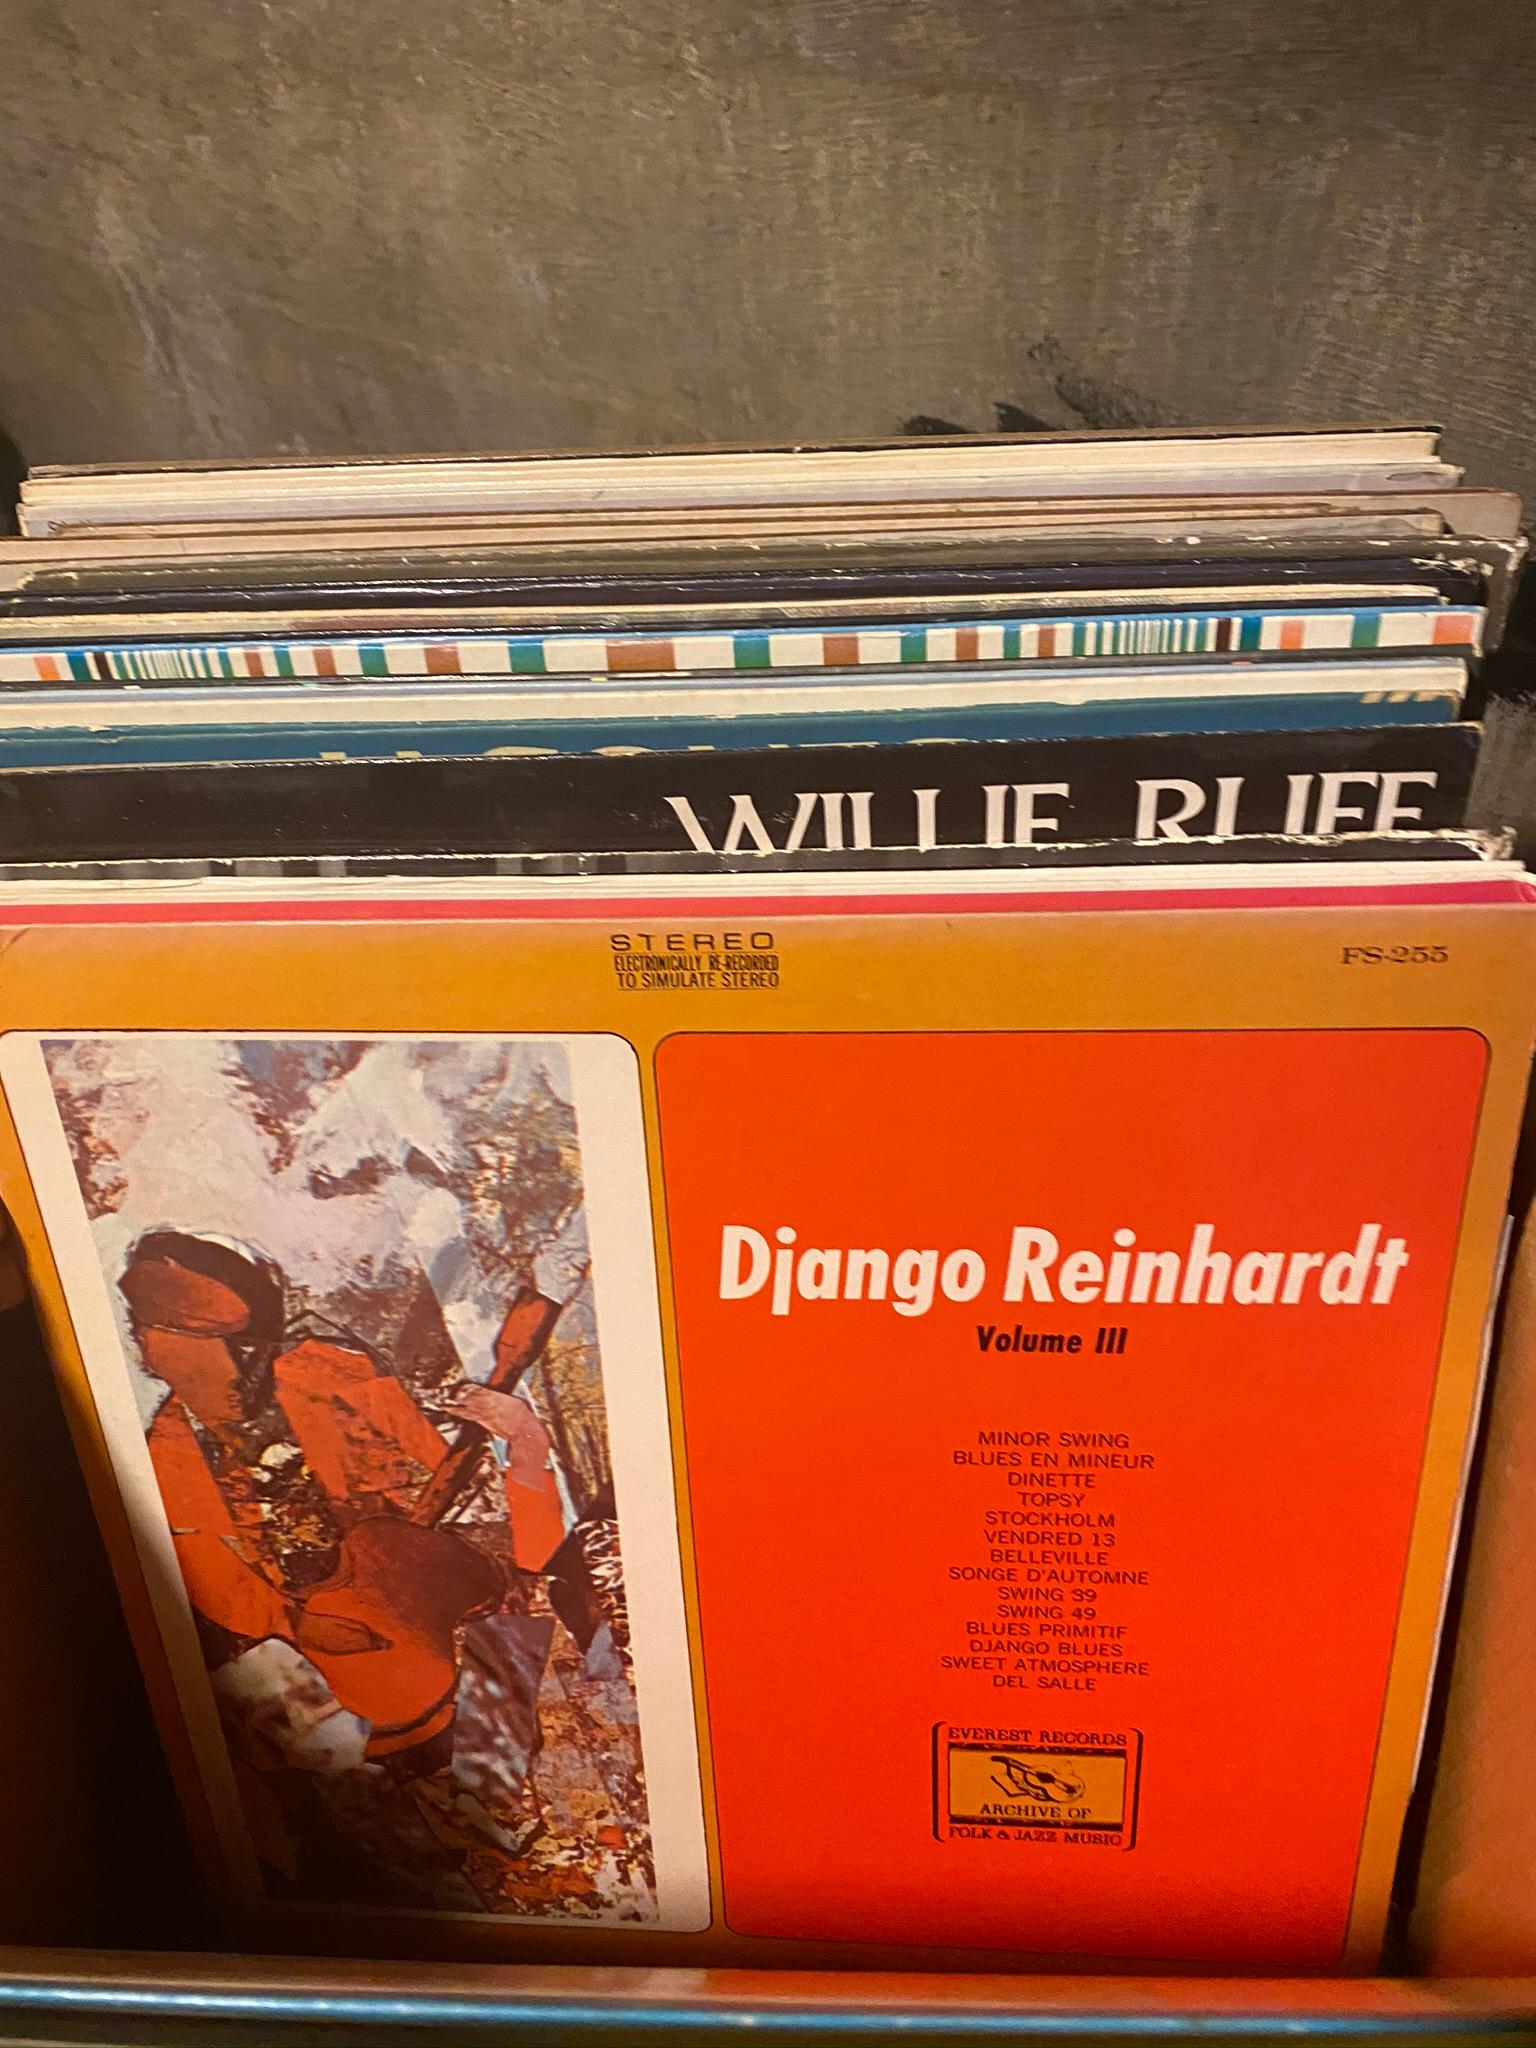 WILLIE RUFF
STEREO
ELECTRONICALLY RE-RECORDED
TO SIMULATE STEREO
FS-255
Django Reinhardt
Volume III
MINOR SWING
BLUES EN MINEUR
DINETTE
TOPSY
STOCKHOLM
VENDRED 13
BELLEVILLE
SONGE D'AUTOMNE
SWING 39
SWING 49
BLUES PRIMITIF
DJANGO BLUES
SWEET ATMOSPHERE
DEL SALLE
EVEREST RECORDS
ARCHIVE OF
FOLK & JAZZ MUSIC